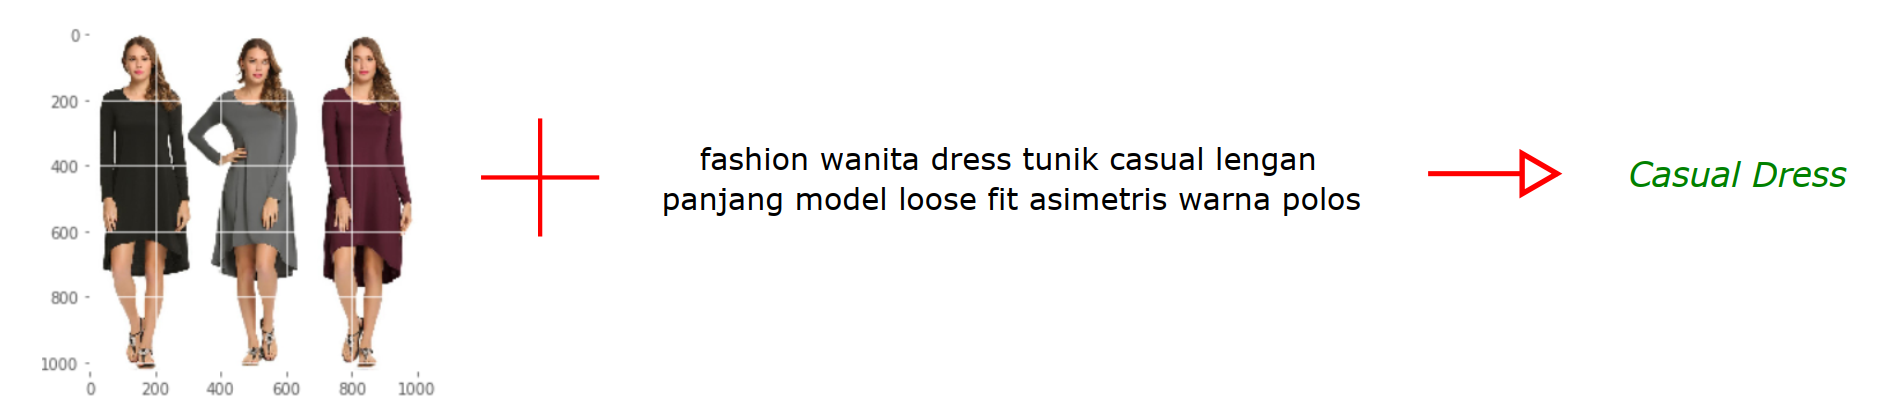 0
200
400
600
800
1000
0 200 400 600 800 1000
fashion wanita dress tunik casual lengan
panjang model loose fit asimetris warna polos
Casual Dress